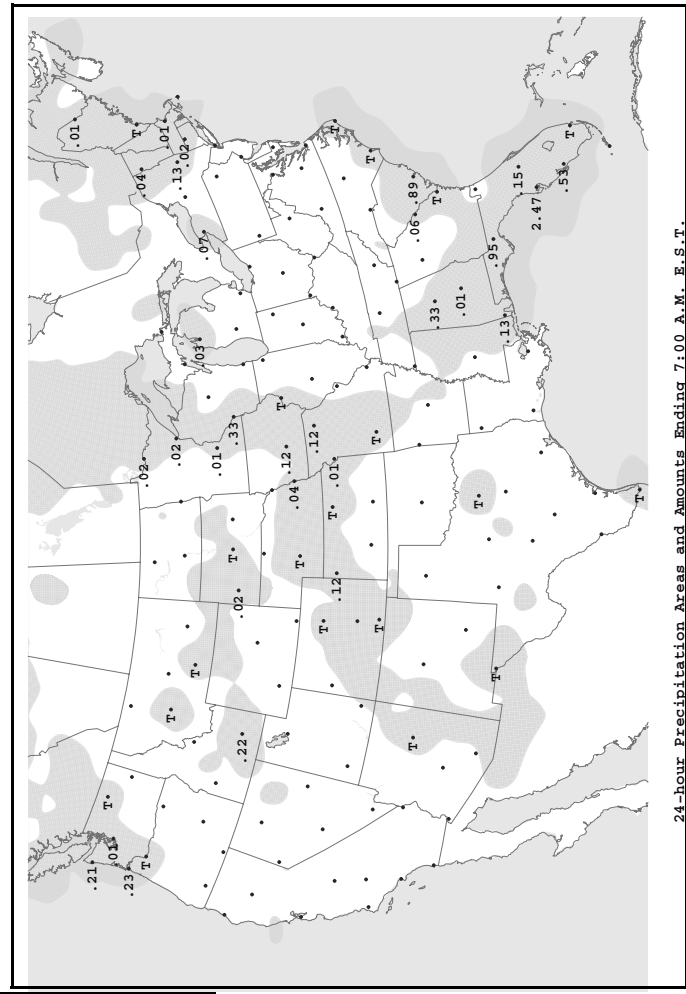 .01
.21
T
.01
.23
T
.04
.02
T
.01
T
.02
.13
.02
T
.03
.07
.01
T
.33
.02
.22
T
.12
.04
T
.12
T
T
.01
T
.12
T
T
T
T
.89
.06
.33
T
.01
T
.95
T
.13
.15
2.47
.53
T
T
24-hour Precipitation Areas and Amounts Ending 7:00 A.M. E.S.T.